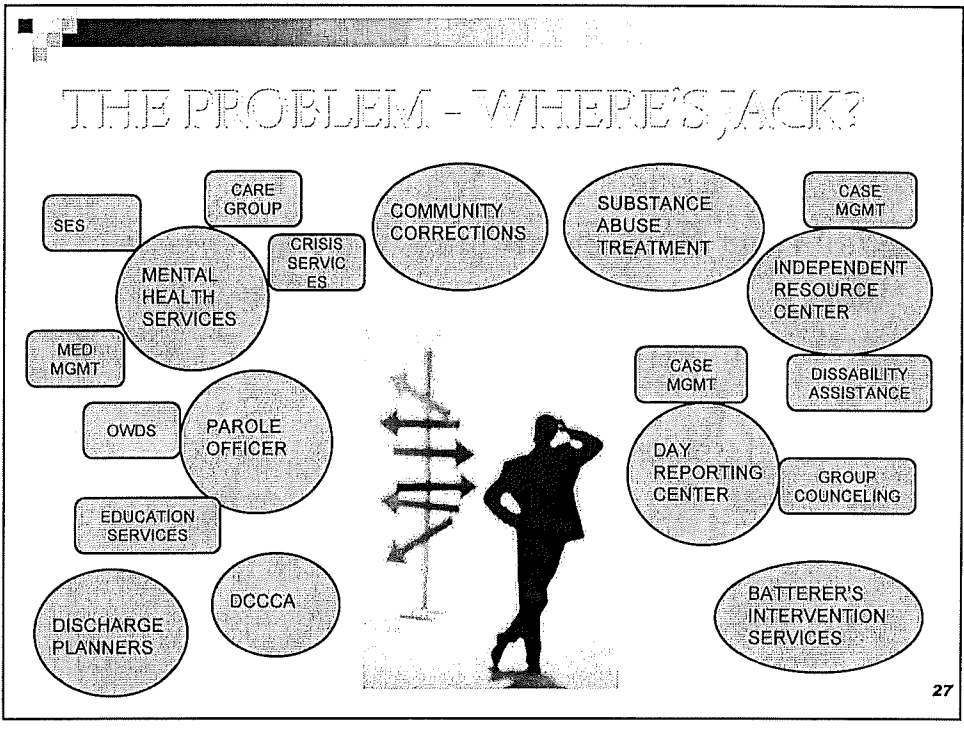 THE PROBLEM - WHERE'S JACK?
SES
CARE
GROUP
CRISIS
SERVIC
ES
MENTAL
HEALTH
SERVICES
MED
MGMT
COMMUNITY
CORRECTIONS
SUBSTANCE
ABUSE
TREATMENT
CASE
MGMT
INDEPENDENT
RESOURCE
CENTER
DISSABILITY
ASSISTANCE
OWDS
PAROLE
OFFICER
EDUCATION
SERVICES
CASE
MGMT
DAY
REPORTING
CENTER
GROUP
COUNCELING
DISCHARGE
PLANNERS
DCCCA
BATTERER'S
INTERVENTION
SERVICES
27